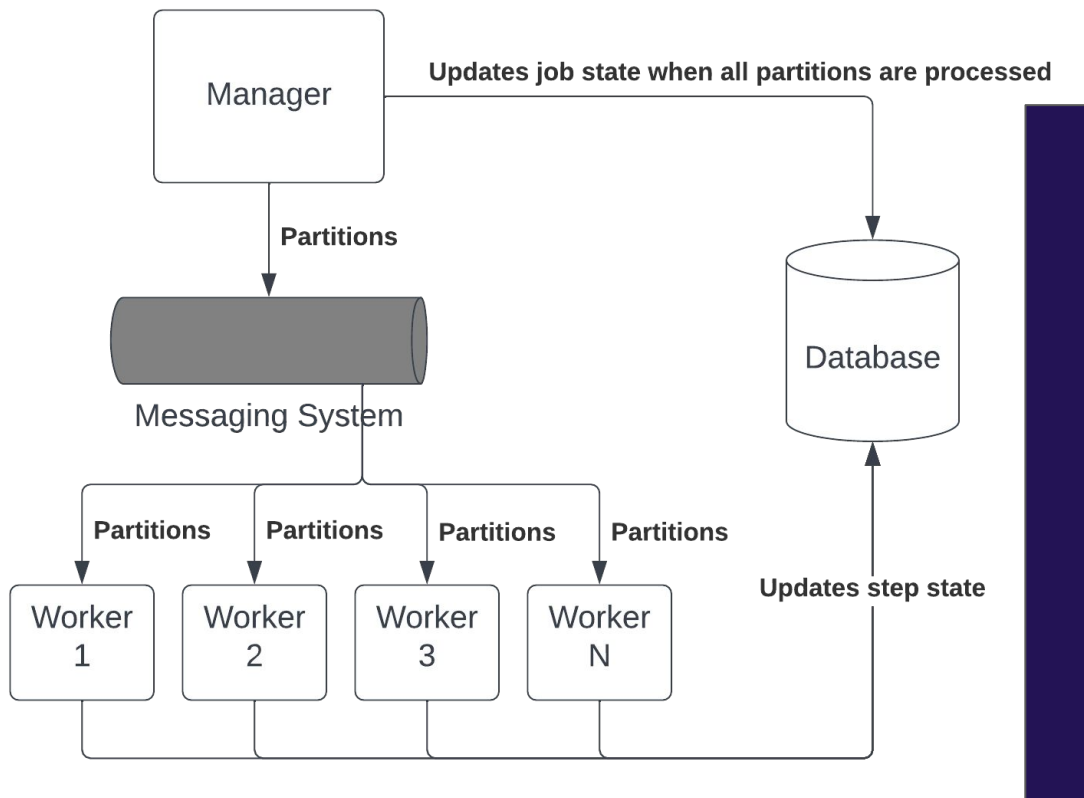 Updates job state when all partitions are processed
Manager
Partitions
Messaging System
Database
Partitions
Partitions
Partitions
Partitions
Updates step state
Worker
1
Worker
2
Worker
3
Worker
N